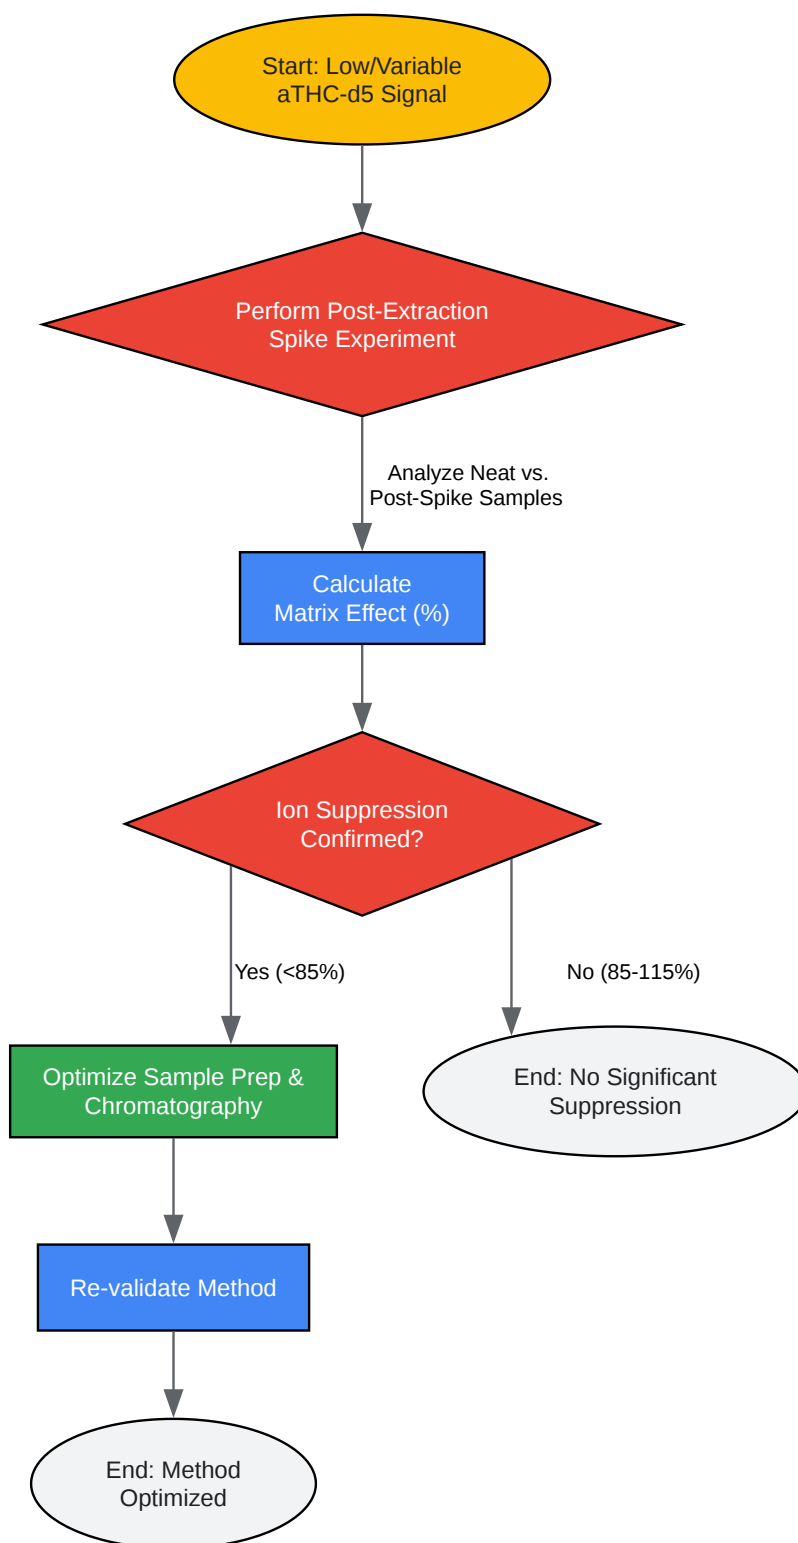 Start: Low/Variable
aTHC-d5 Signal
Perform Post-Extraction
Spike Experiment
Analyze Neat vs.
Post-Spike Samples
Calculate
Matrix Effect (%)
Ion Suppression
Confirmed?
Yes (<85%)
No (85-115%)
Optimize Sample Prep &
Chromatography
End: No Significant
Suppression
Re-validate Method
End: Method
Optimized